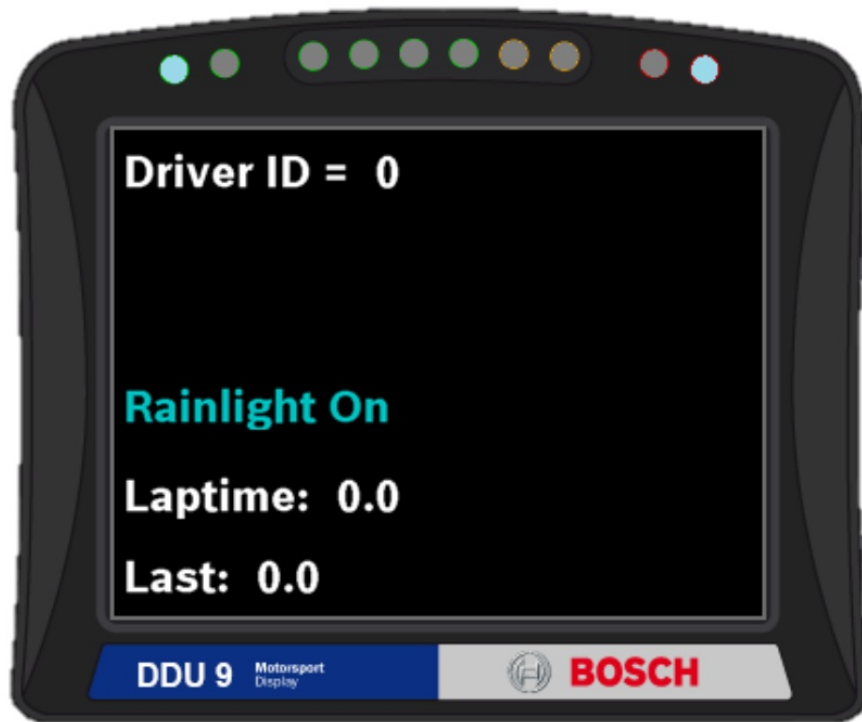 Driver ID = 0
Rainlight On
Laptime: 0.0
Last: 0.0
DDU 9 Motorsport Display BOSCH